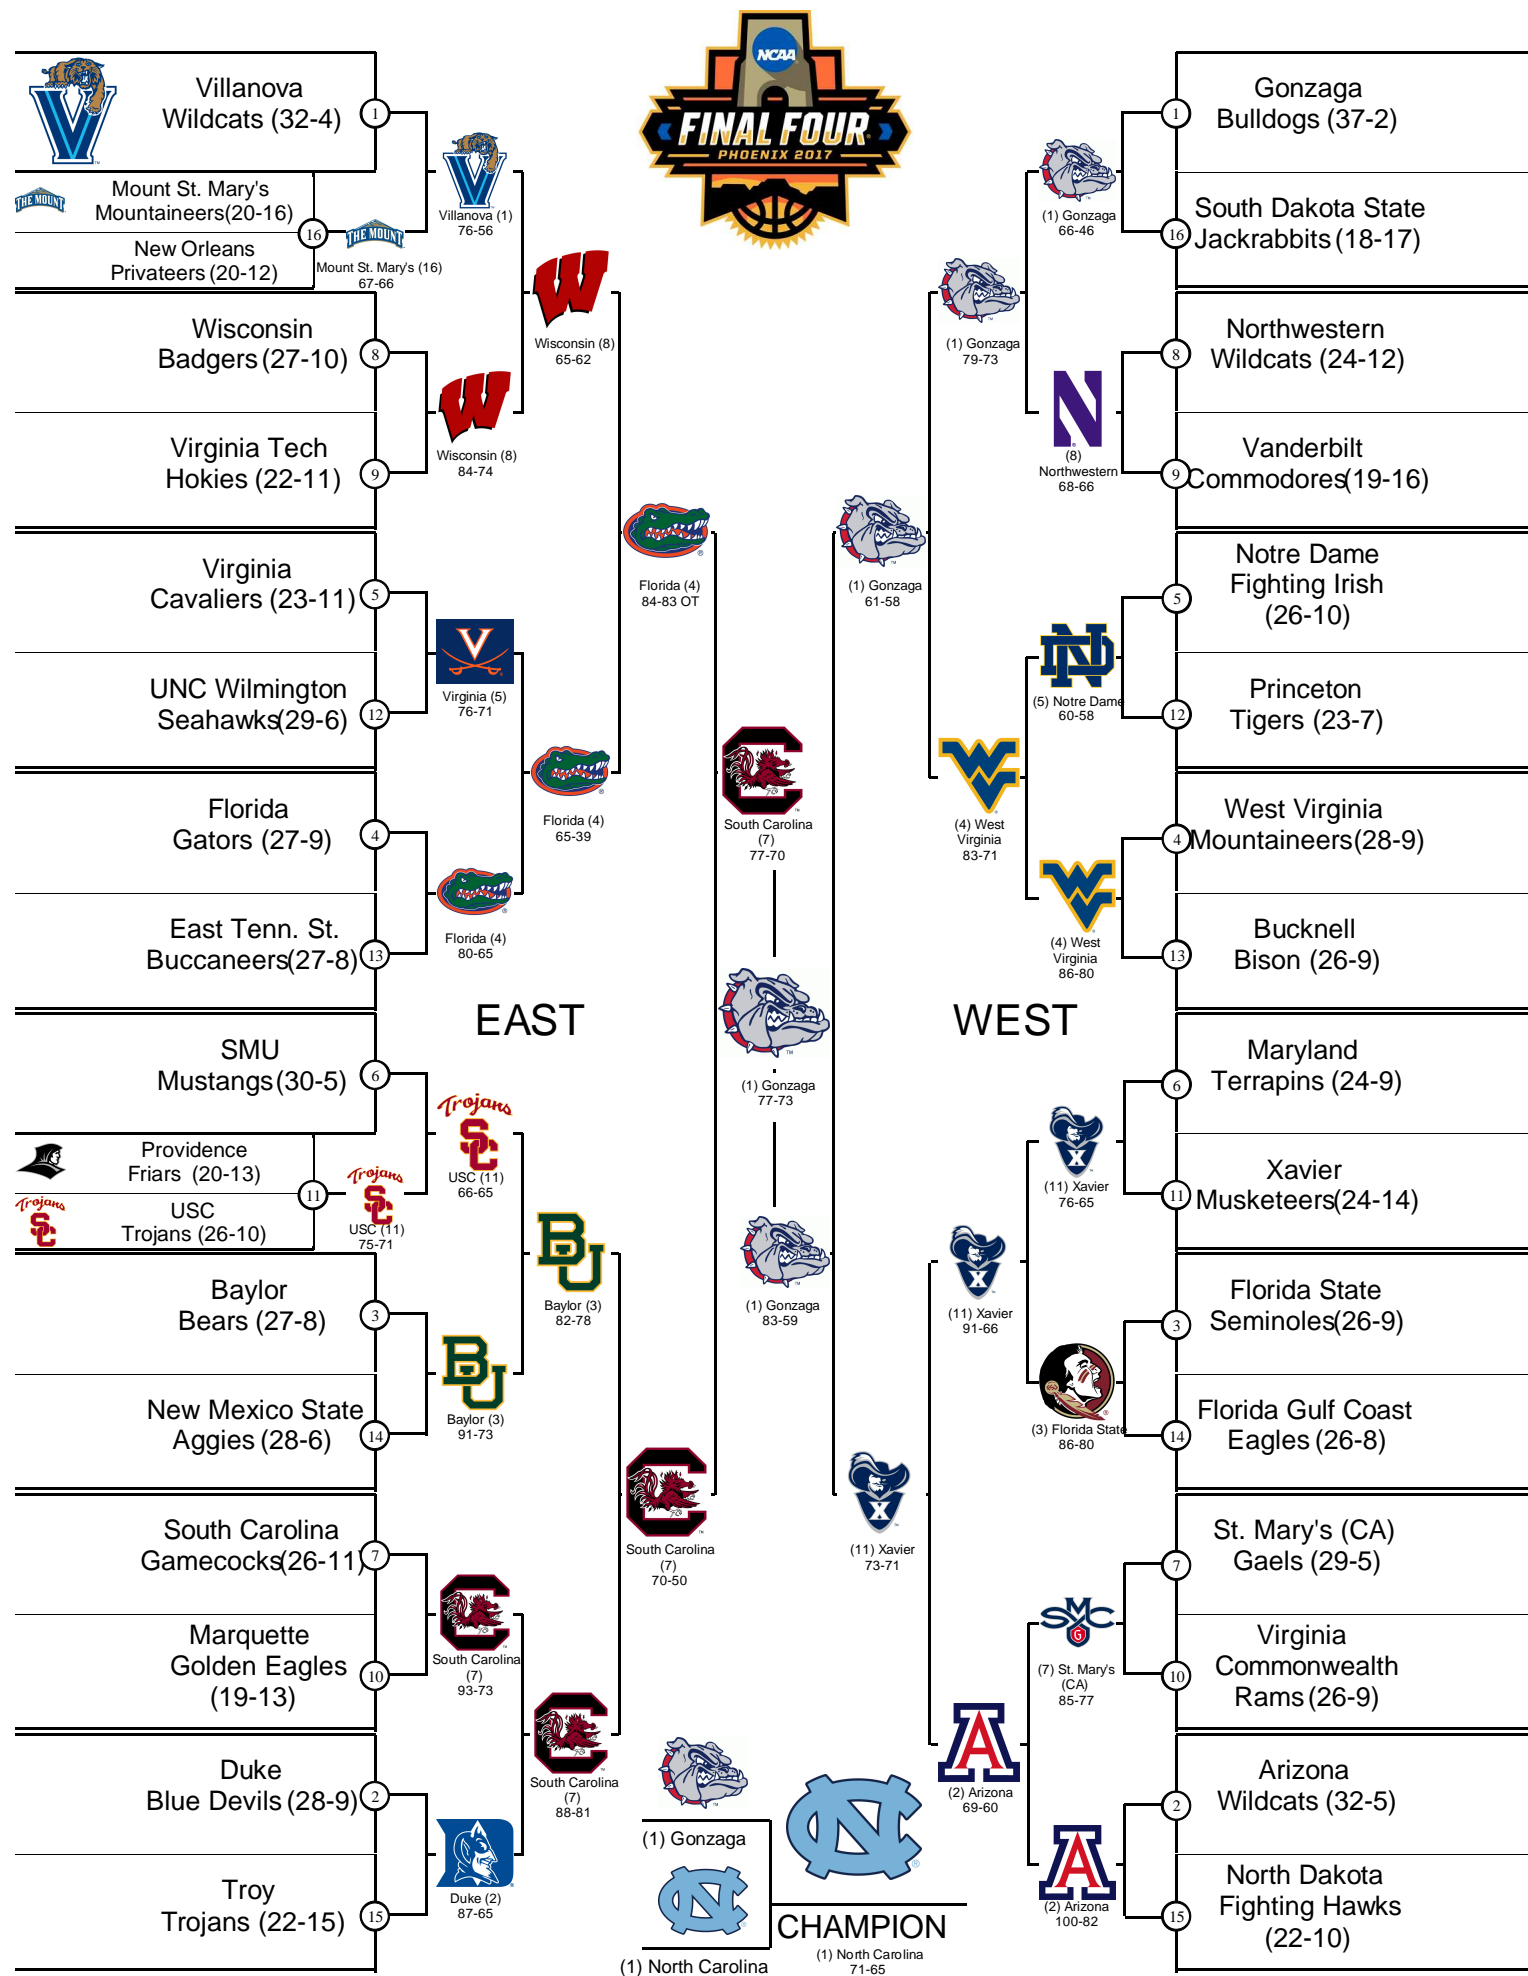 NCAA
FINAL FOUR
PHOENIX 2017
Villanova
Wildcats (32-4)
1
THE MOUNT
Mount St. Mary's
Mountaineers(20-16)
New Orleans
Privateers (20-12)
16
THE MOUNT
Mount St. Mary's (16)
67-66
Villanova (1)
76-56
Wisconsin
Badgers (27-10)
8
Virginia Tech
Hokies (22-11)
9
Wisconsin (8)
84-74
Wisconsin (8)
65-62
Virginia
Cavaliers (23-11)
5
UNC Wilmington
Seahawks(29-6)
12
Virginia (5)
76-71
Florida
Gators (27-9)
4
East Tenn. St.
Buccaneers(27-8)
13
Florida (4)
80-65
Florida (4)
65-39
Florida (4)
84-83 OT
EAST
SMU
Mustangs (30-5)
6
Providence
Friars (20-13)
Trojans
SC
USC
Trojans (26-10)
11
Trojans
SC
USC (11)
75-71
Trojans
SC
USC (11)
66-65
Baylor
Bears (27-8)
3
New Mexico State
Aggies (28-6)
14
BU
Baylor (3)
91-73
BU
Baylor (3)
82-78
South Carolina
Gamecocks(26-11)
7
Marquette
Golden Eagles
(19-13)
10
South Carolina
(7)
93-73
Duke
Blue Devils (28-9)
2
Troy
Trojans (22-15)
15
Duke (2)
87-65
South Carolina
(7)
88-81
South Carolina
(7)
70-50
South Carolina
(7)
77-70
(1) Gonzaga
77-73
(1) Gonzaga
83-59
Gonzaga
Bulldogs (37-2)
1
South Dakota State
Jackrabbits (18-17)
16
(1) Gonzaga
66-46
Northwestern
Wildcats (24-12)
8
Vanderbilt
Commodores(19-16)
9
N
(8)
Northwestern
68-66
(1) Gonzaga
79-73
Notre Dame
Fighting Irish
(26-10)
5
Princeton
Tigers (23-7)
12
ND
(5) Notre Dame
60-58
West Virginia
Mountaineers(28-9)
4
Bucknell
Bison (26-9)
13
WV
(4) West
Virginia
86-80
WV
(4) West
Virginia
83-71
(1) Gonzaga
61-58
WEST
Maryland
Terrapins (24-9)
6
Xavier
Musketeers(24-14)
11
X
(11) Xavier
76-65
Florida State
Seminoles(26-9)
3
Florida Gulf Coast
Eagles (26-8)
14
(3) Florida State
86-80
X
(11) Xavier
91-66
X
(11) Xavier
73-71
St. Mary's (CA)
Gaels (29-5)
7
Virginia
Commonwealth
Rams (26-9)
10
SMC
G
(7) St. Mary's
(CA)
85-77
Arizona
Wildcats (32-5)
2
North Dakota
Fighting Hawks
(22-10)
15
A
(2) Arizona
100-82
A
(2) Arizona
69-60
(1) Gonzaga
NC
(1) North Carolina
NC
CHAMPION
(1) North Carolina
71-65